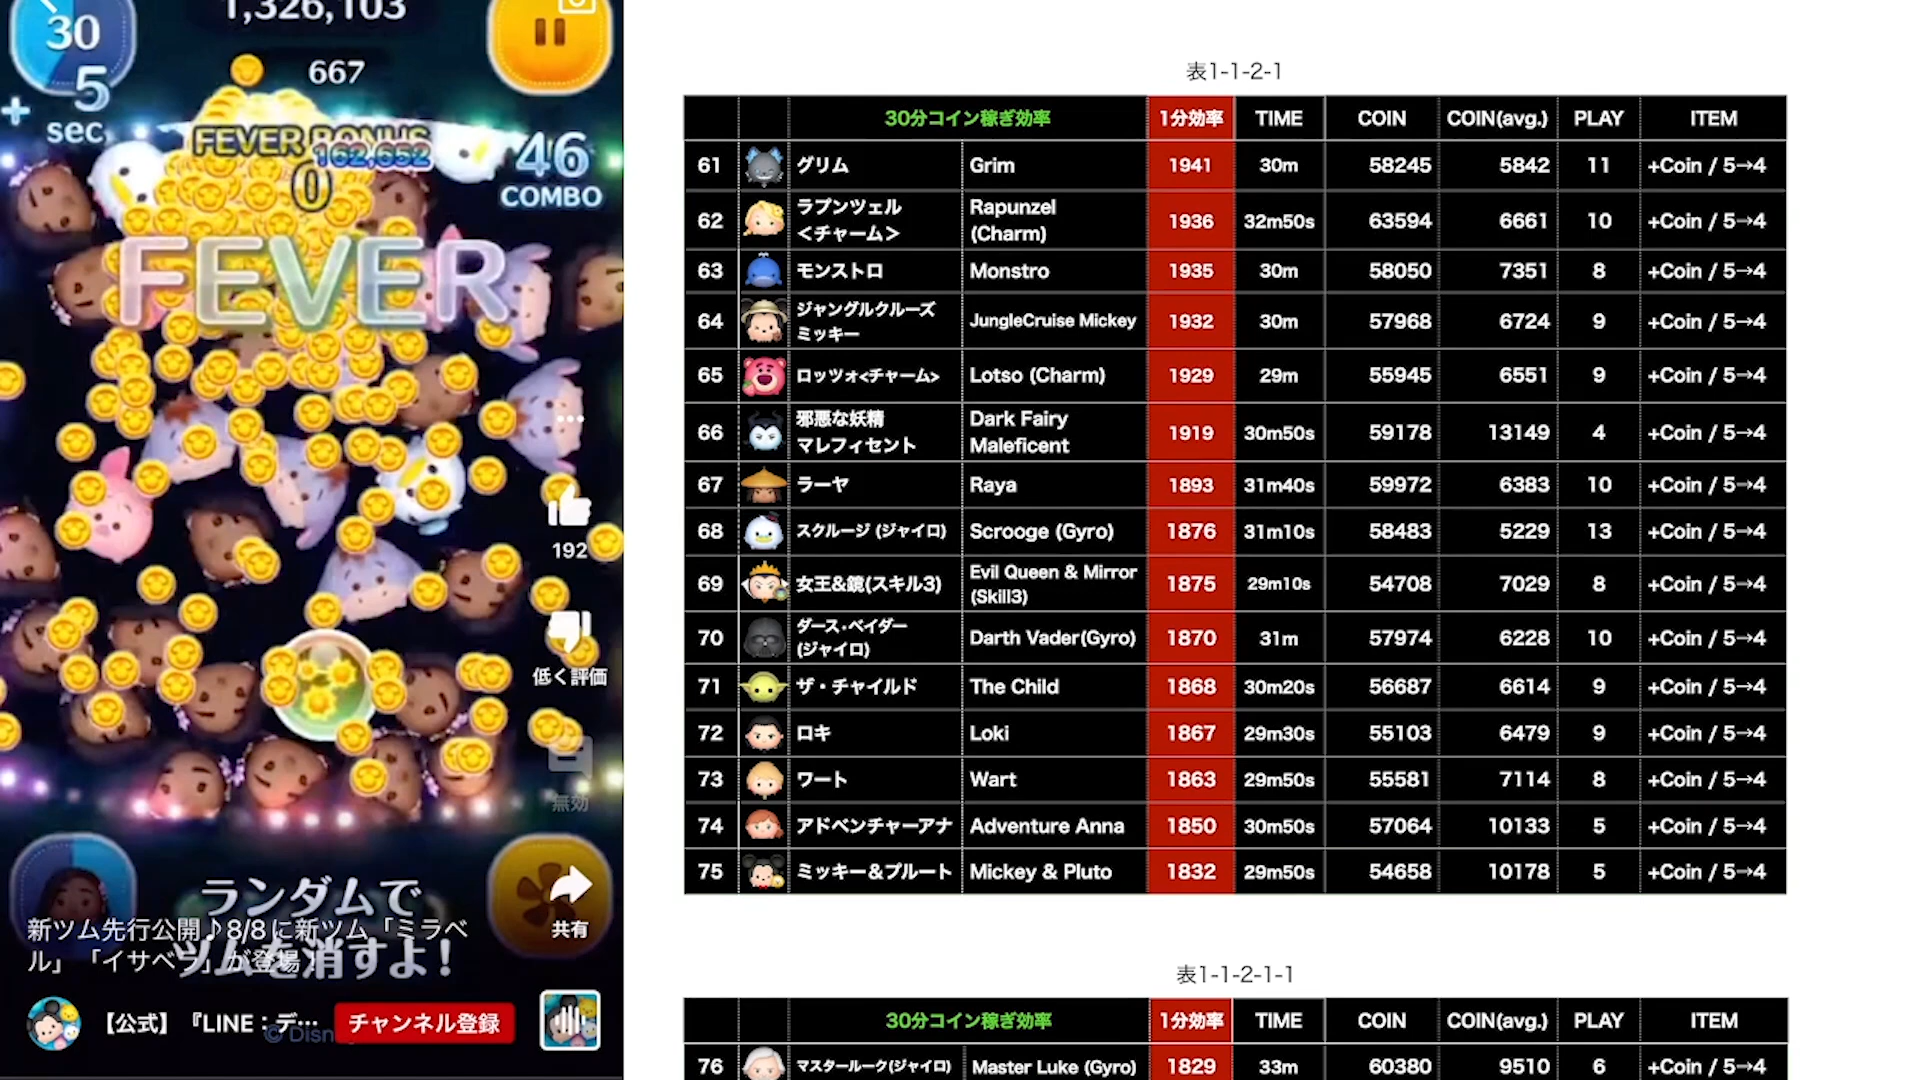 1,326,103
30
667
+ 5
sec
FEVER BONUS
162,652
0
46
COMBO
FEVER
192
低く評価
無効
共有
ランダムで
ツムを消すよ!
新ツム先行公開♪8/8に新ツム「ミラベ
ル」「イサベラ」が登場
【公式】『LINE:デ…
チャンネル登録
© Disn
表1-1-2-1
30分コイン稼ぎ効率 1分効率 TIME COIN COIN(avg.) PLAY ITEM
61 グリム Grim 1941 30m 58245 5842 11 +Coin / 5→4
62 ラプンツェル<チャーム> Rapunzel (Charm) 1936 32m50s 63594 6661 10 +Coin / 5→4
63 モンストロ Monstro 1935 30m 58050 7351 8 +Coin / 5→4
64 ジャングルクルーズミッキー JungleCruise Mickey 1932 30m 57968 6724 9 +Coin / 5→4
65 ロッツォ<チャーム> Lotso (Charm) 1929 29m 55945 6551 9 +Coin / 5→4
66 邪悪な妖精マレフィセント Dark Fairy Maleficent 1919 30m50s 59178 13149 4 +Coin / 5→4
67 ラーヤ Raya 1893 31m40s 59972 6383 10 +Coin / 5→4
68 スクルージ (ジャイロ) Scrooge (Gyro) 1876 31m10s 58483 5229 13 +Coin / 5→4
69 女王&鏡(スキル3) Evil Queen & Mirror (Skill3) 1875 29m10s 54708 7029 8 +Coin / 5→4
70 ダース・ベイダー(ジャイロ) Darth Vader(Gyro) 1870 31m 57974 6228 10 +Coin / 5→4
71 ザ・チャイルド The Child 1868 30m20s 56687 6614 9 +Coin / 5→4
72 ロキ Loki 1867 29m30s 55103 6479 9 +Coin / 5→4
73 ワート Wart 1863 29m50s 55581 7114 8 +Coin / 5→4
74 アドベンチャーアナ Adventure Anna 1850 30m50s 57064 10133 5 +Coin / 5→4
75 ミッキー&プルート Mickey & Pluto 1832 29m50s 54658 10178 5 +Coin / 5→4
表1-1-2-1-1
30分コイン稼ぎ効率 1分効率 TIME COIN COIN(avg.) PLAY ITEM
76 マスタールーク(ジャイロ) Master Luke (Gyro) 1829 33m 60380 9510 6 +Coin / 5→4